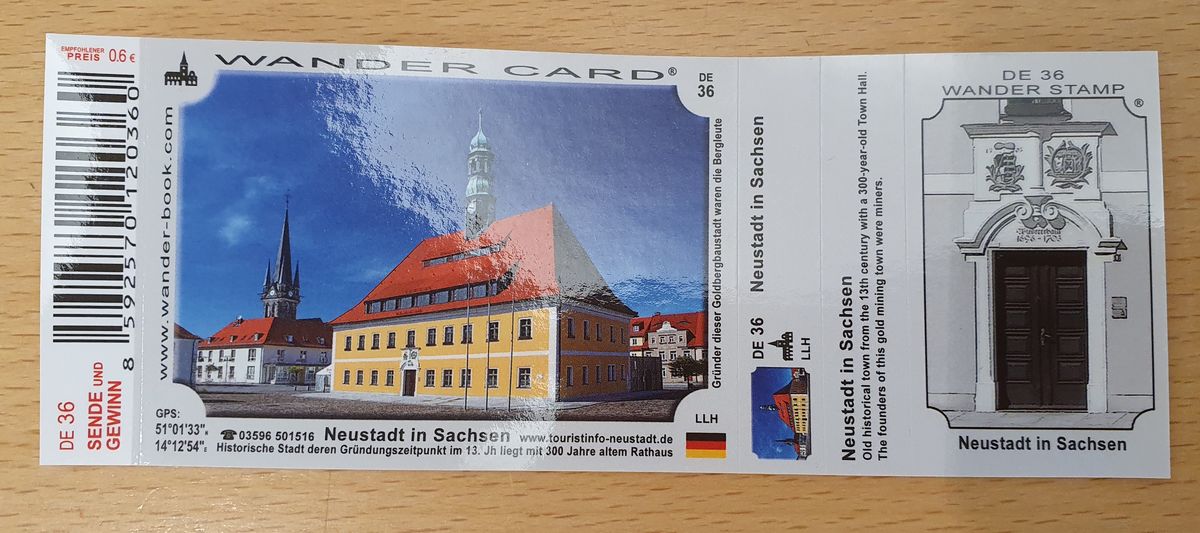 EMPFOHLENER
PREIS 0.6 €
8 592570 120360
DE 36
SENDE UND
GEWINN
www.wander-book.com
WANDER CARD®
DE
36
Gründer dieser Goldbergbaustadt waren die Bergleute
LLH
GPS:
51°01'33"N
14°12'54"E
☎03596 501516 Neustadt in Sachsen www.touristinfo-neustadt.de
Historische Stadt deren Gründungszeitpunkt im 13. Jh liegt mit 300 Jahre altem Rathaus
DE 36 Neustadt in Sachsen
LLH
Neustadt in Sachsen
Old historical town from the 13th century with a 300-year-old Town Hall.
The founders of this gold mining town were miners.
DE 36
WANDER STAMP
®
1696 - 1703
Neustadt in Sachsen